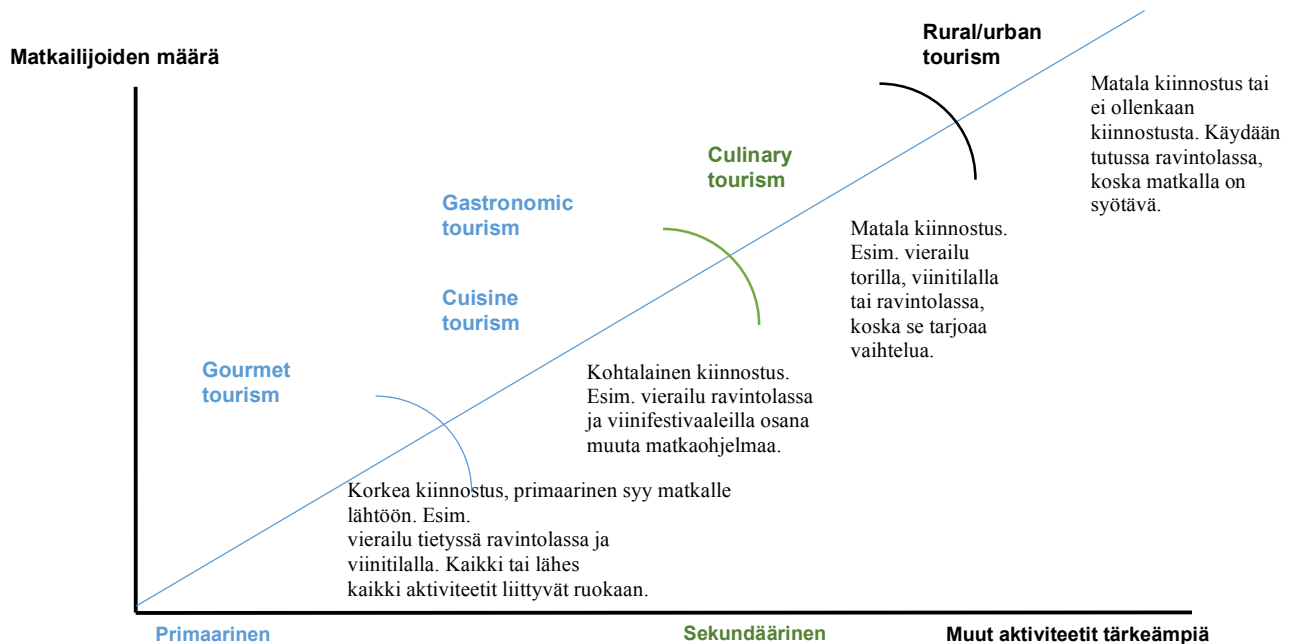 Matkailijoiden määrä
Rural/urban
tourism
Matala kiinnostus tai
ei ollenkaan
kiinnostusta. Käydään
tutussa ravintolassa,
koska matkalla on
syötävä.
Culinary
tourism
Gastronomic
tourism
Matala kiinnostus.
Esim. vierailu
torilla, viinitilalla
tai ravintolassa,
koska se tarjoaa
vaihtelua.
Cuisine
tourism
Gourmet
tourism
Kohtalainen kiinnostus.
Esim. vierailu ravintolassa
ja viinifestivaaleilla osana
muuta matkaohjelmaa.
Korkea kiinnostus, primaarinen syy matkalle
lähtöön. Esim.
vierailu tietyssä ravintolassa ja
viinitilalla. Kaikki tai lähes
kaikki aktiviteetit liittyvät ruokaan.
Primaarinen
Sekundäärinen
Muut aktiviteetit tärkeämpiä